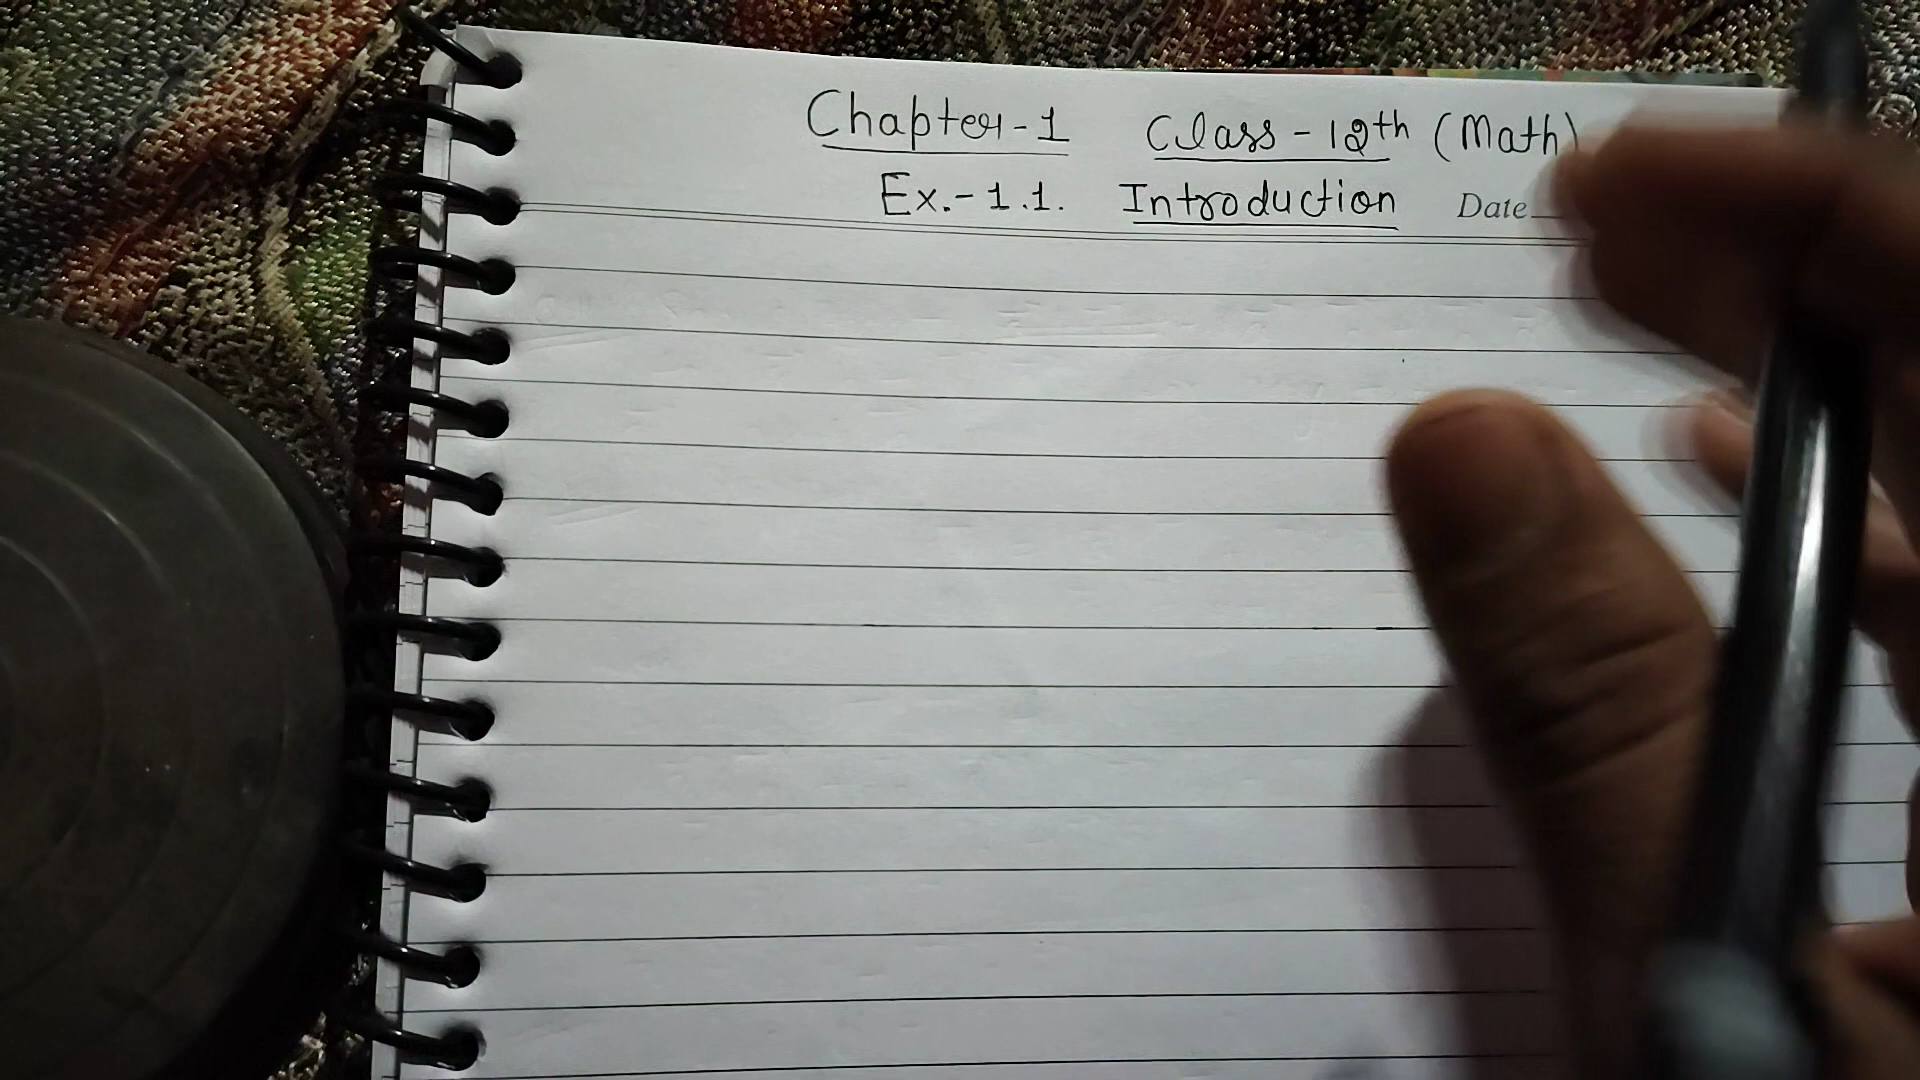 Chapter-1 Class-12th (Math)
Ex.-1.1. Introduction Date